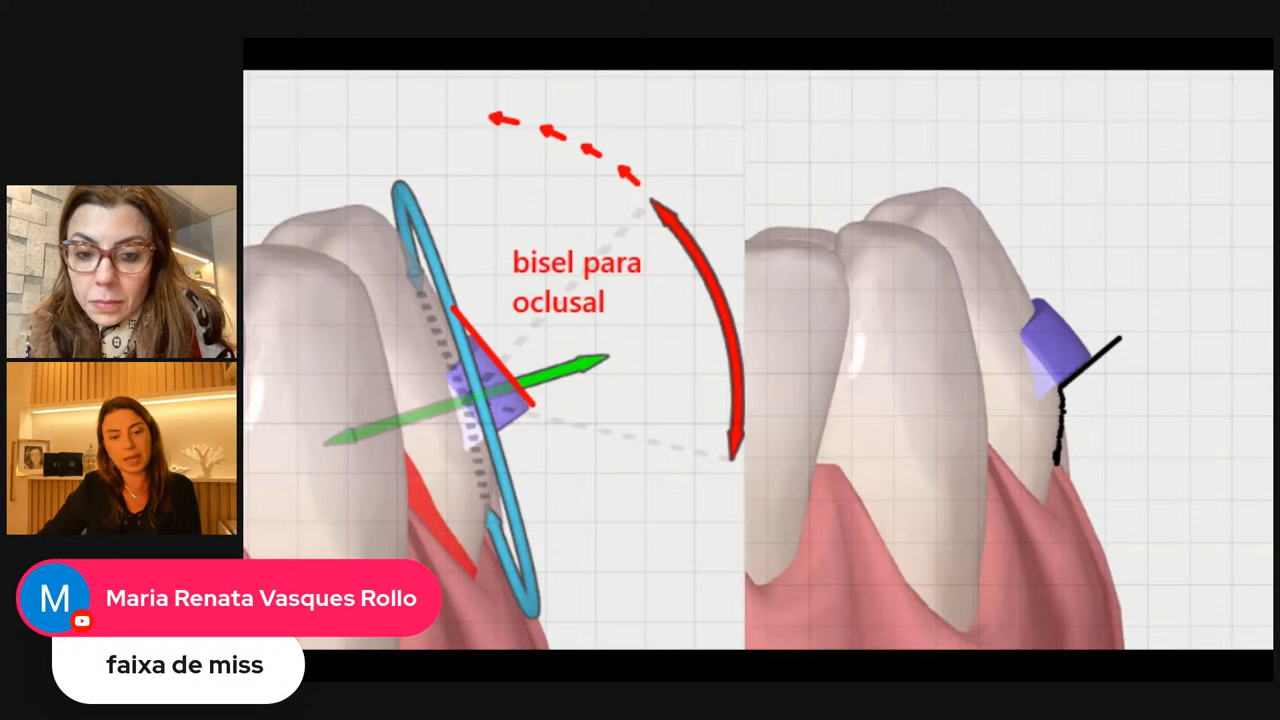 bisel para
oclusal
M
Maria Renata Vasques Rollo
faixa de miss